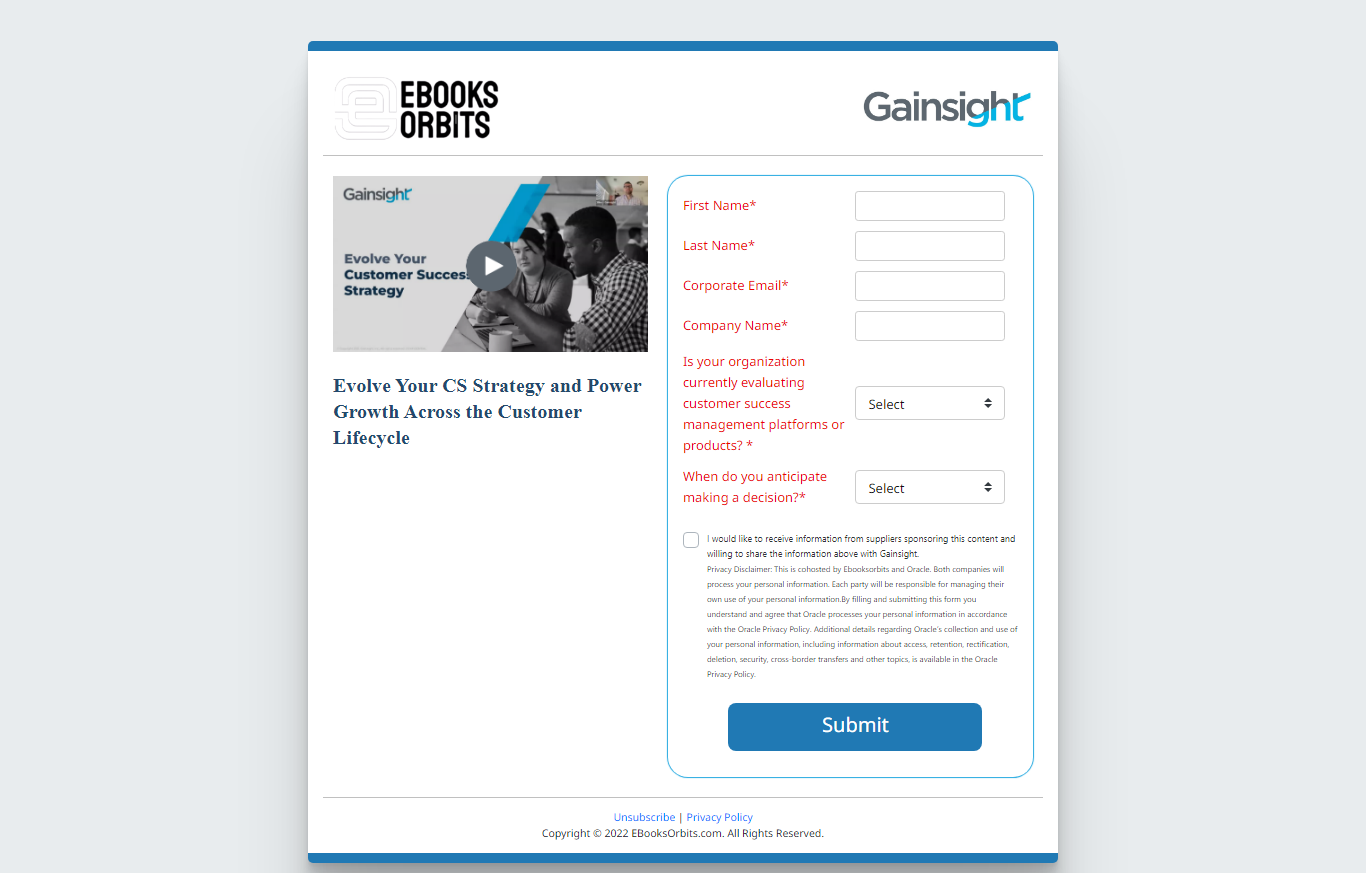 EBOOKS
ORBITS
Gainsight
Gainsight
Evolve Your
Customer Success
Strategy
Evolve Your CS Strategy and Power
Growth Across the Customer
Lifecycle
First Name*
Last Name*
Corporate Email*
Company Name*
Is your organization
currently evaluating
customer success
management platforms or
products? *
Select
When do you anticipate
making a decision?*
Select
I would like to receive information from suppliers sponsoring this content and
willing to share the information above with Gainsight.
Privacy Disclaimer: This is cohosted by Ebooksorbits and Oracle. Both companies will
process your personal information. Each party will be responsible for managing their
own use of your personal information.By filling and submitting this form you
understand and agree that Oracle processes your personal information in accordance
with the Oracle Privacy Policy. Additional details regarding Oracle's collection and use of
your personal information, including information about access, retention, rectification,
deletion, security, cross-border transfers and other topics, is available in the Oracle
Privacy Policy.
Submit
Unsubscribe | Privacy Policy
Copyright © 2022 EBooksOrbits.com. All Rights Reserved.